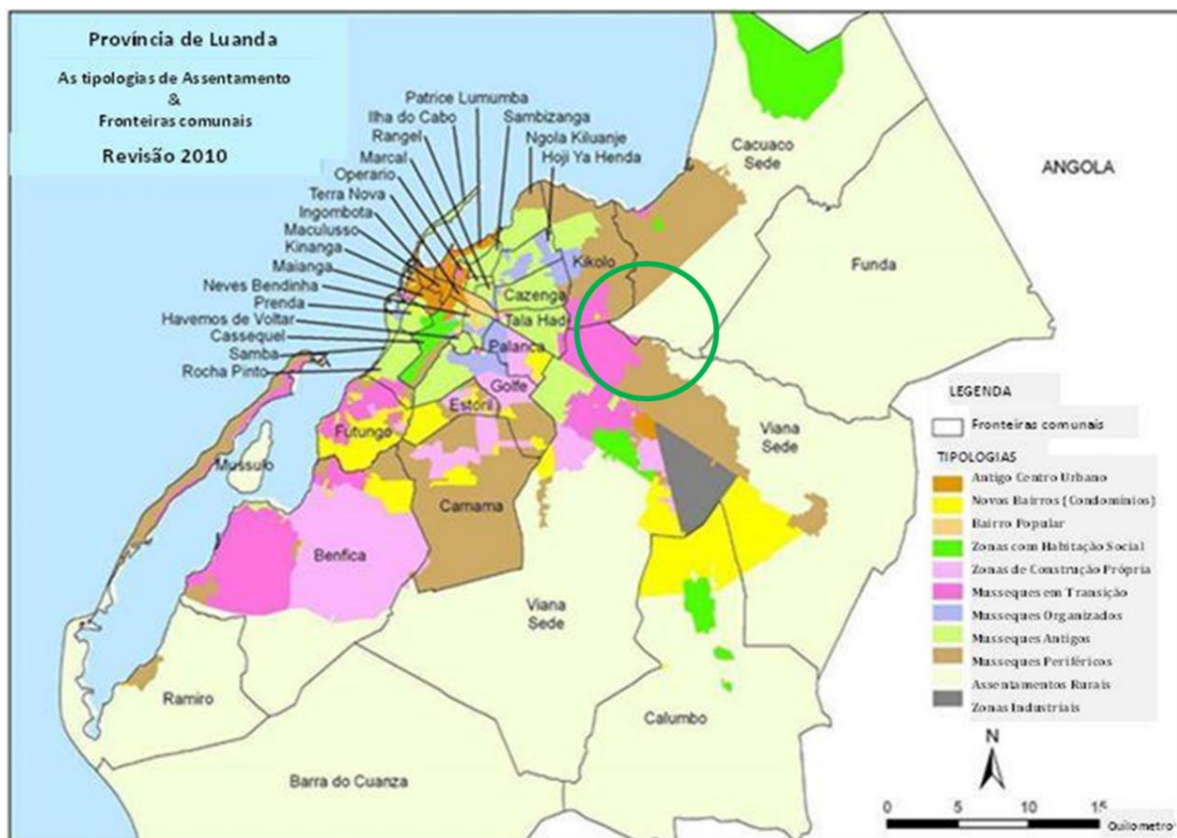 Província de Luanda
As tipologias de Assentamento
&
Fronteiras comunais
Revisão 2010
Patrice Lumumba
Ilha do Cabo
Rangel
Marcal
Operario
Terra Nova
Ingombota
Maculusso
Kinanga
Maianga
Neves Bendinha
Prenda
Havemos de Voltar
Cassequel
Samba
Rocha Pinto
Sambizanga
Ngola Kiluanje
Hoji Ya Henda
Cacuaco
Sede
ANGOLA
Funda
Kikolo
Cazenga
Tala Had
Palanca
Golfe
Estoril
Futungo
Mussulo
Camama
Benfica
Viana
Sede
Viana
Sede
Ramiro
Calumbo
Barra do Cuanza
LEGENDA
Fronteiras comunais
TIPOLOGIAS
Antigo Centro Urbano
Novos Bairros (Condomínios)
Bairro Popular
Zonas com Habitação Social
Zonas de Construção Própria
Musseques em Transição
Musseques Organizados
Musseques Antigos
Musseques Periféricos
Assentamentos Rurais
Zonas Industriais
N
0 5 10 15
Quilometro